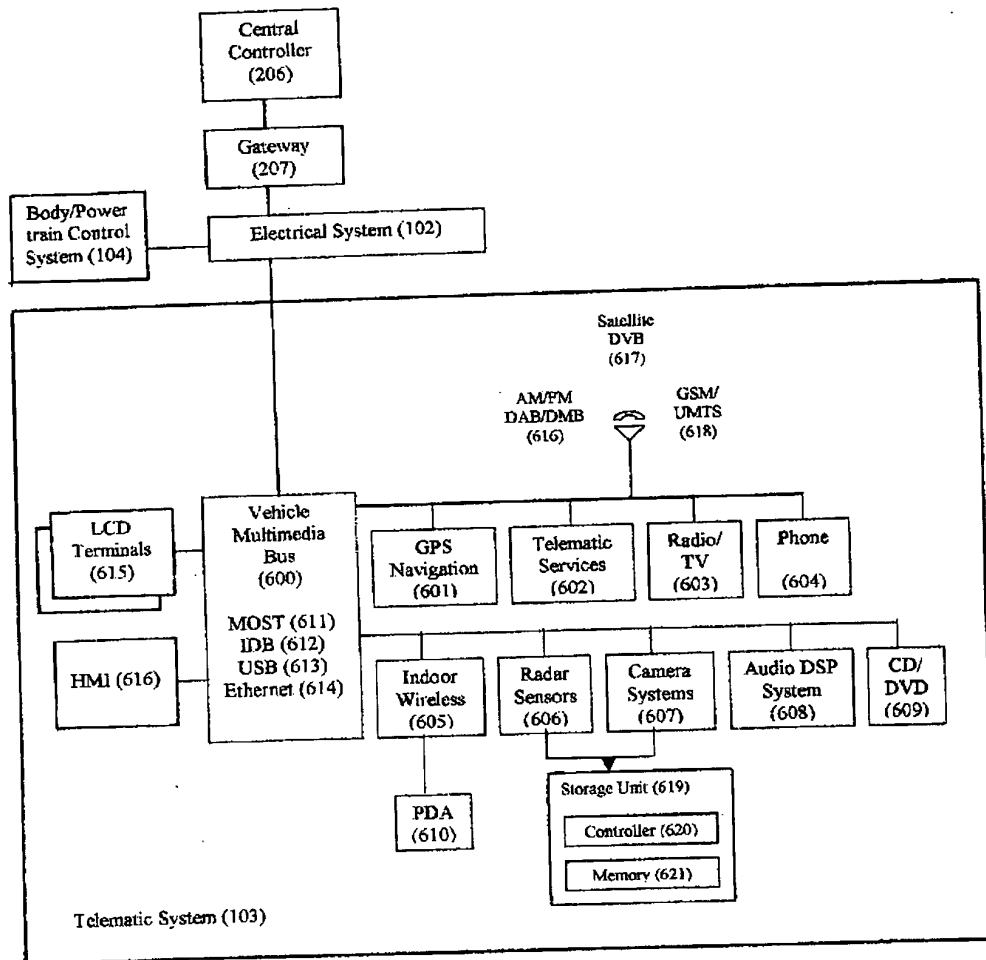 Central
Controller
(206)
Gateway
(207)
Body/Power
train Control
System (104)
Electrical System (102)
Satellite
DVB
(617)
AM/FM
DAB/DMB
(616)
GSM/
UMTS
(618)
LCD
Terminals
(615)
HMI (616)
Vehicle
Multimedia
Bus
(600)
MOST (611)
IDB (612)
USB (613)
Ethernet (614)
GPS
Navigation
(601)
Telematic
Services
(602)
Radio/
TV
(603)
Phone
(604)
Indoor
Wireless
(605)
Radar
Sensors
(606)
Camera
Systems
(607)
Audio DSP
System
(608)
CD/
DVD
(609)
PDA
(610)
Storage Unit (619)
Controller (620)
Memory (621)
Telematic System (103)